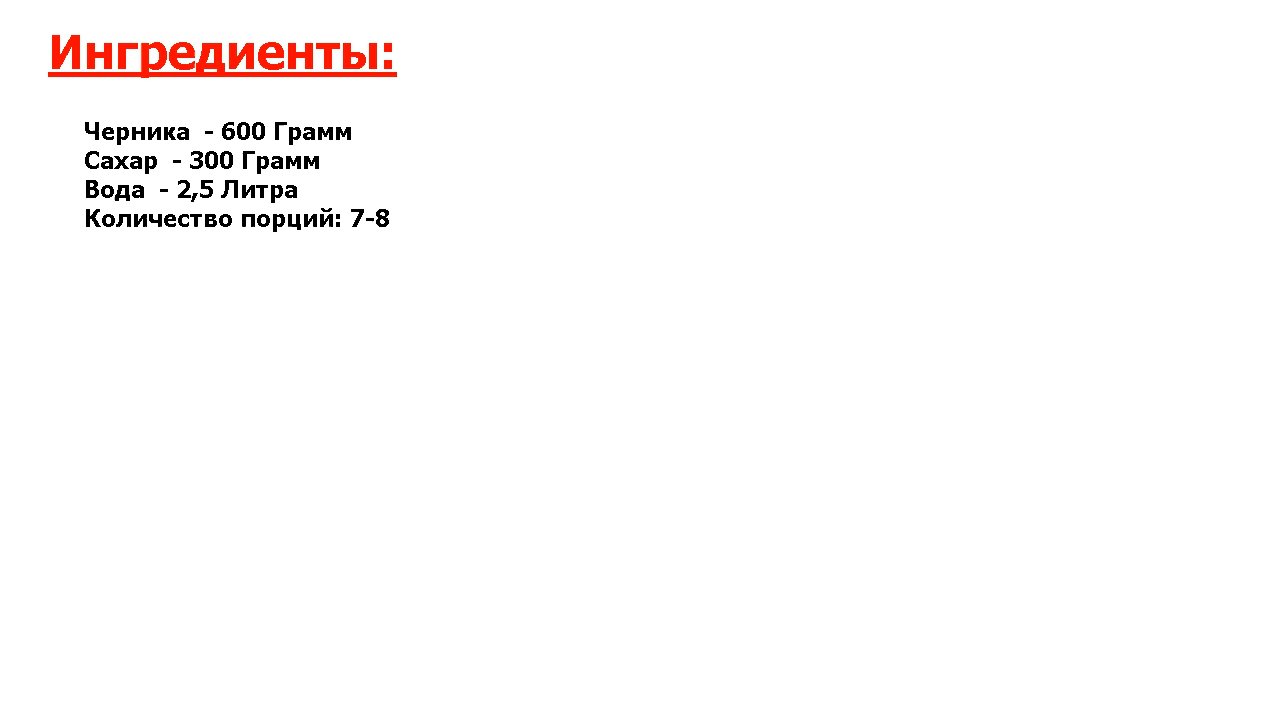 Ингредиенты:
Черника  - 600 Грамм
Сахар  - 300 Грамм
Вода  - 2,5 Литра
Количество порций: 7-8